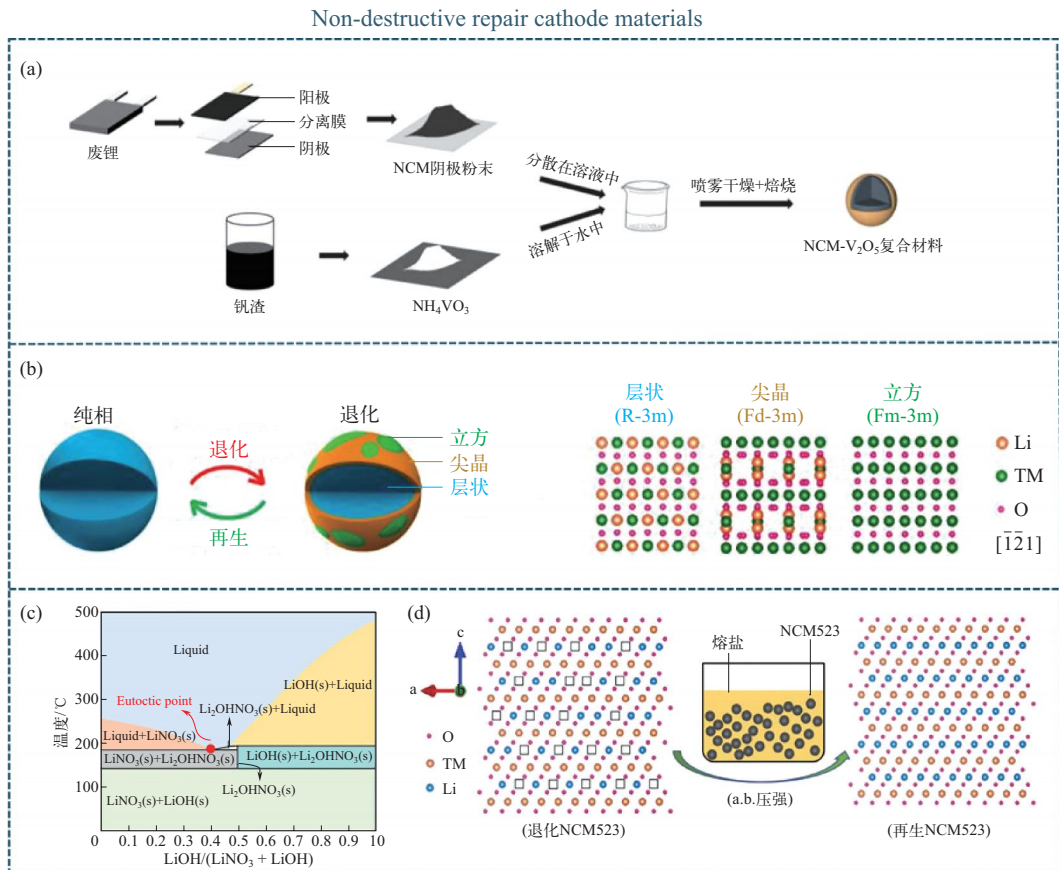 Non-destructive repair cathode materials
(a)
阳极
分离膜
阴极
废锂
NCM阴极粉末
分散在溶液中
溶解于水中
喷雾干燥+焙烧
NCM-V₂O₅复合材料
钒渣
NH₄VO₃
(b)
纯相
退化
退化
再生
立方
尖晶
层状
层状
(R-3m)
尖晶
(Fd-3m)
立方
(Fm-3m)
Li
TM
O
[1̄2̄1]
(c)
500
400
300
200
100
温度/℃
Liquid
Eutoctic point
LiOH(s)+Liquid
Li₂OHNO₃(s)+Liquid
Liquid+LiNO₃(s)
LiNO₃(s)+Li₂OHNO₃(s)
LiOH(s)+Li₂OHNO₃(s)
Li₂OHNO₃(s)
LiNO₃(s)+LiOH(s)
0 0.1 0.2 0.3 0.4 0.5 0.6 0.7 0.8 0.9 1.0
LiOH/(LiNO₃ + LiOH)
(d)
c
a
b
O
TM
Li
(退化NCM523)
熔盐
NCM523
(a.b.压强)
(再生NCM523)